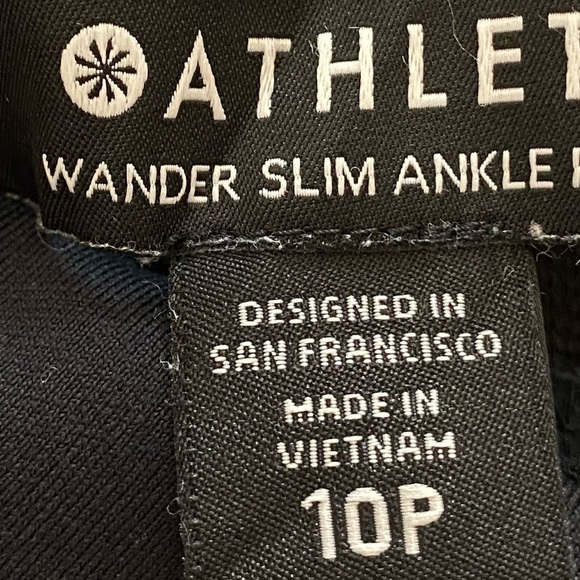 ATHLET
WANDER SLIM ANKLE
DESIGNED IN
SAN FRANCISCO
MADE IN
VIETNAM
10P